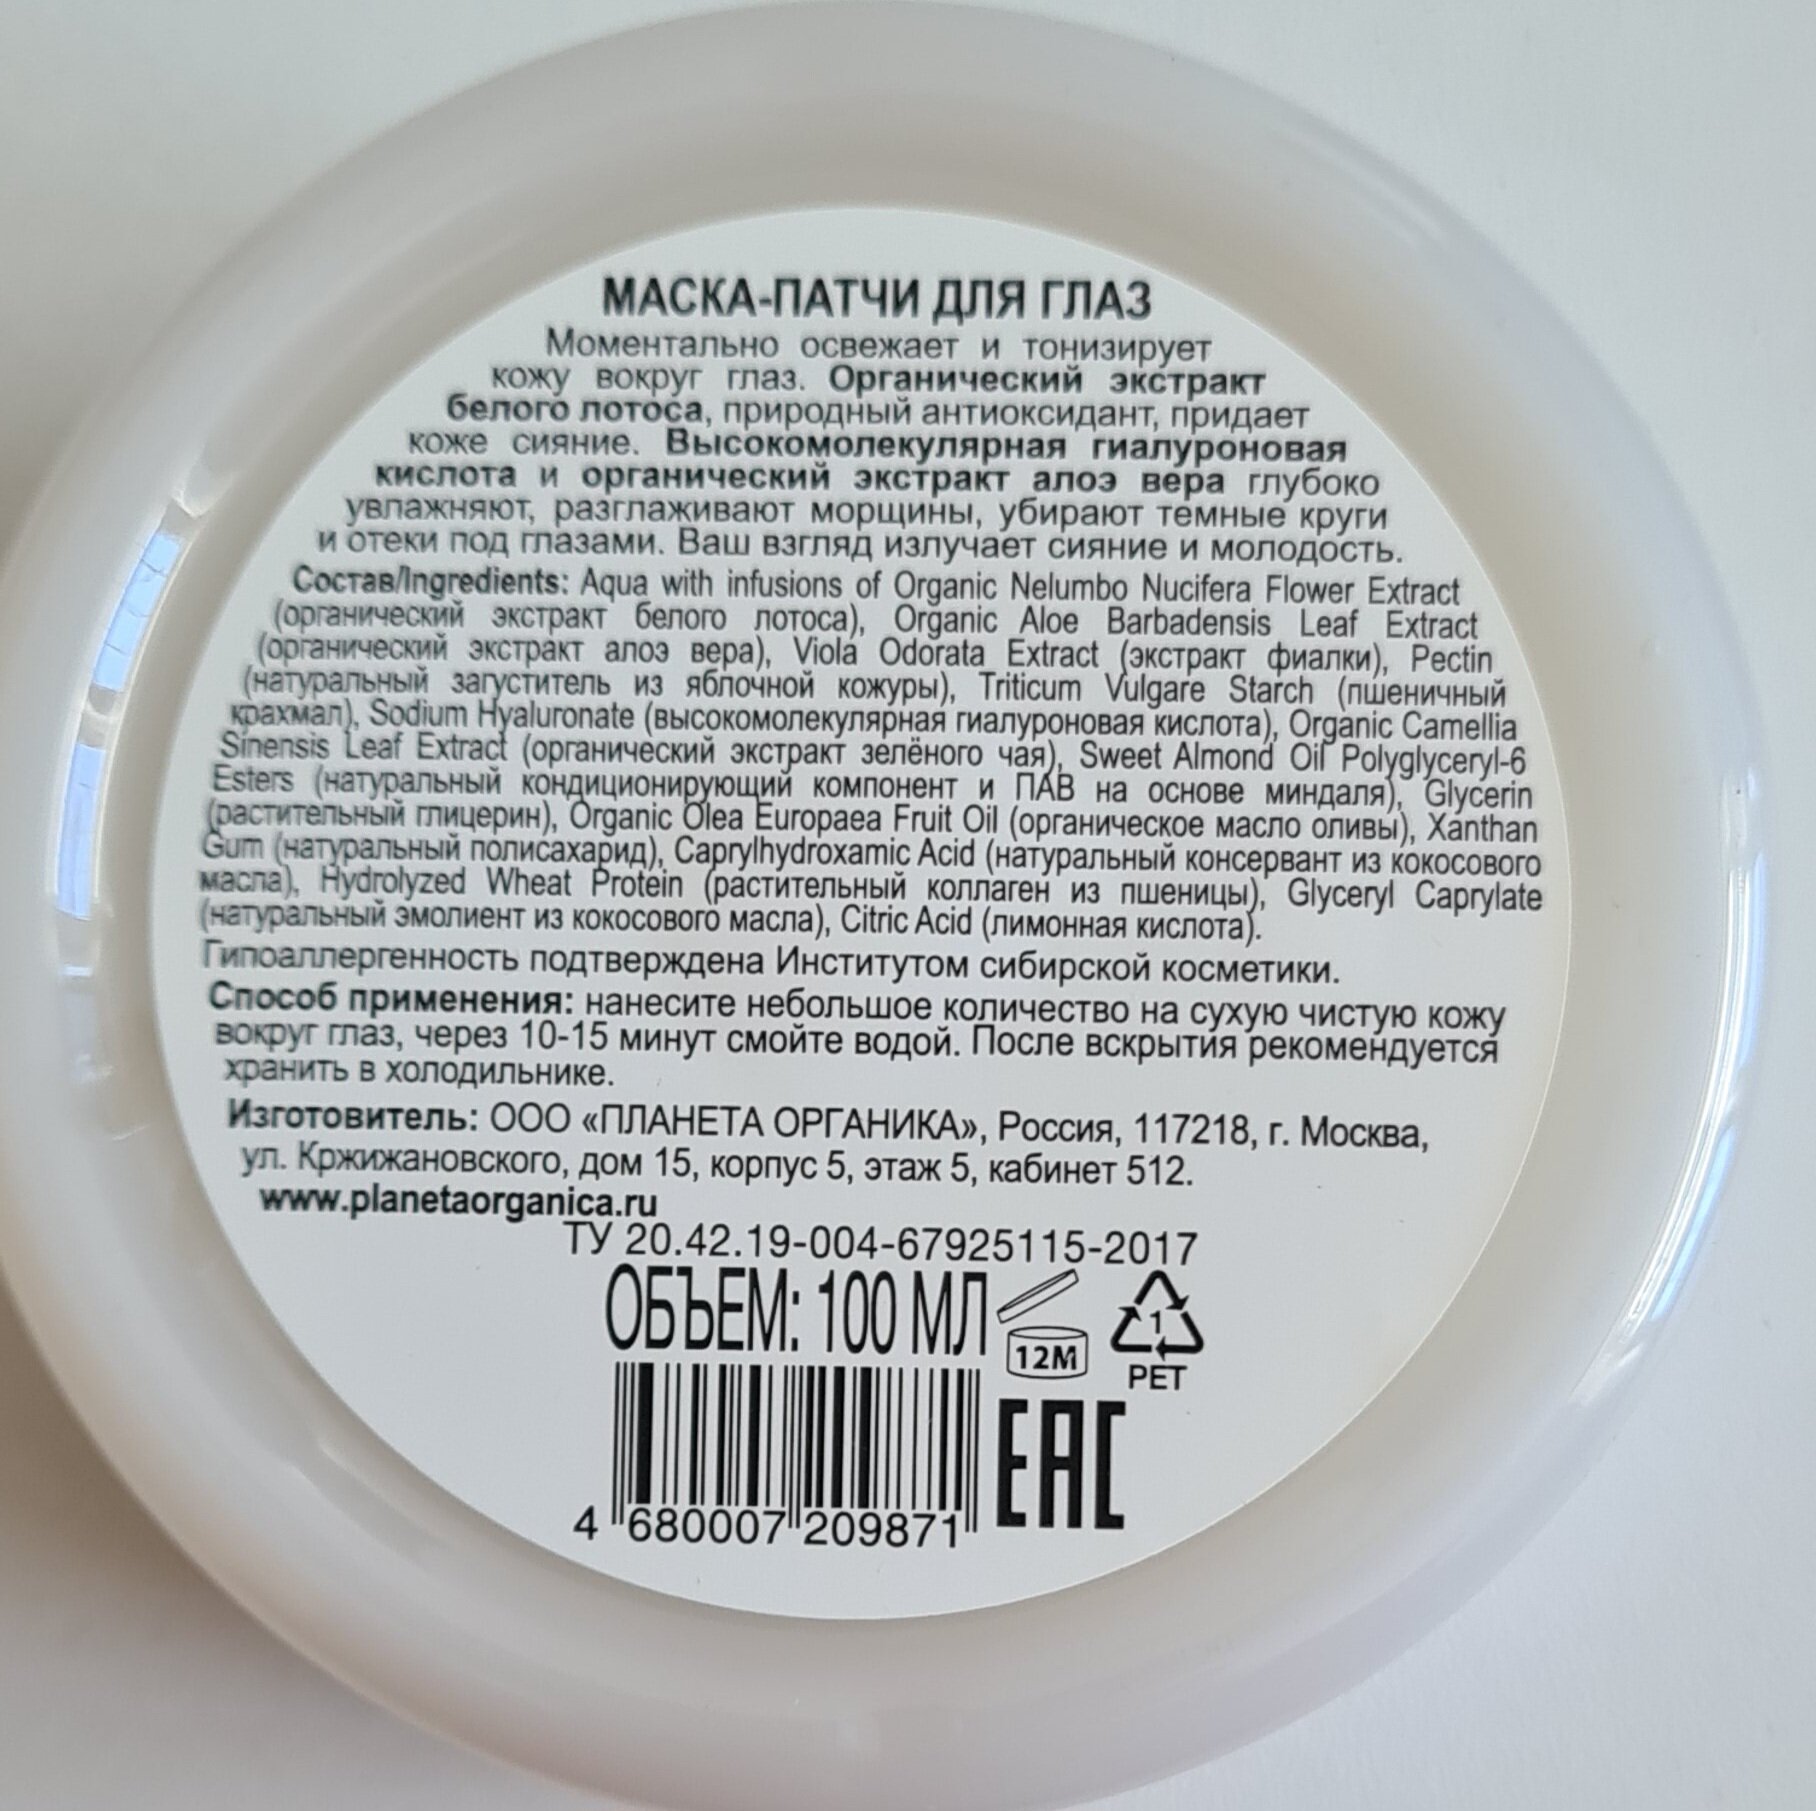 МАСКА-ПАТЧИ ДЛЯ ГЛАЗ
Моментально освежает и тонизирует
кожу вокруг глаз. Органический экстракт
белого лотоса, природный антиоксидант, придает
коже сияние. Высокомолекулярная гиалуроновая
кислота и органический экстракт алоэ вера глубоко
увлажняют, разглаживают морщины, убирают темные круги
и отеки под глазами. Ваш взгляд излучает сияние и молодость.
Состав/Ingredients: Aqua with infusions of Organic Nelumbo Nucifera Flower Extract
(органический экстракт белого лотоса), Organic Aloe Barbadensis Leaf Extract
(органический экстракт алоэ вера), Viola Odorata Extract (экстракт фиалки), Pectin
(натуральный загуститель из яблочной кожуры), Triticum Vulgare Starch (пшеничный
крахмал), Sodium Hyaluronate (высокомолекулярная гиалуроновая кислота), Organic Camellia
Sinensis Leaf Extract (органический экстракт зелёного чая), Sweet Almond Oil Polyglyceryl-6
Esters (натуральный кондиционирующий компонент и ПАВ на основе миндаля), Glycerin
(растительный глицерин), Organic Olea Europaea Fruit Oil (органическое масло оливы), Xanthan
Gum (натуральный полисахарид), Caprylhydroxamic Acid (натуральный консервант из кокосового
масла), Hydrolyzed Wheat Protein (растительный коллаген из пшеницы), Glyceryl Caprylate
(натуральный эмолиент из кокосового масла), Citric Acid (лимонная кислота).
Гипоаллергенность подтверждена Институтом сибирской косметики.
Способ применения: нанесите небольшое количество на сухую чистую кожу
вокруг глаз, через 10-15 минут смойте водой. После вскрытия рекомендуется
хранить в холодильнике.
Изготовитель: ООО «ПЛАНЕТА ОРГАНИКА», Россия, 117218, г. Москва,
ул. Кржижановского, дом 15, корпус 5, этаж 5, кабинет 512.
www.planetaorganica.ru
ТУ 20.42.19-004-67925115-2017
ОБЪЕМ: 100 МЛ
12M
1
PET
EAC
4 680007 209871